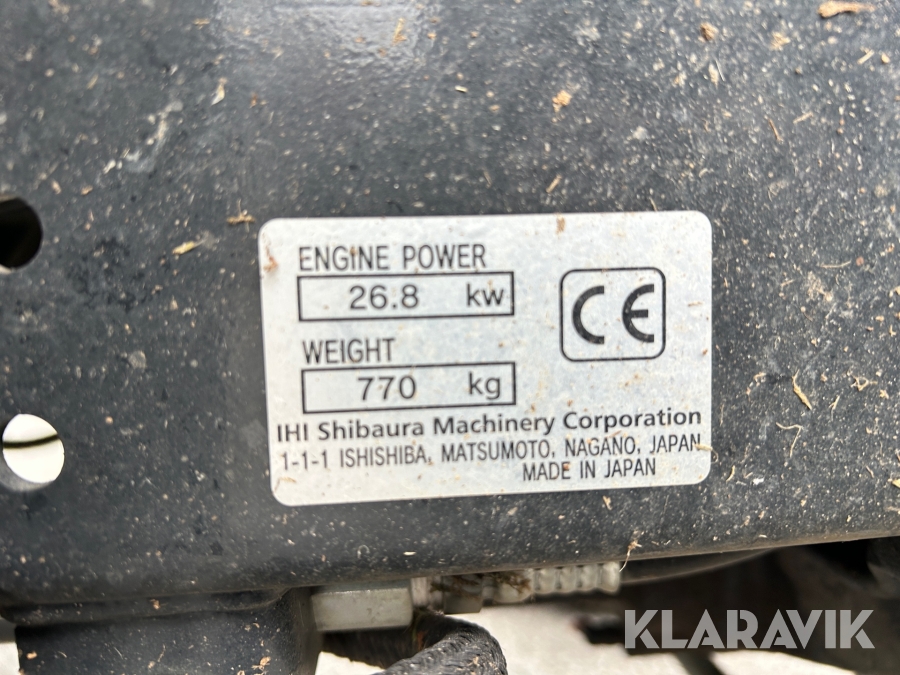 ENGINE POWER
26.8 kw
CE
WEIGHT
770 kg
IHI Shibaura Machinery Corporation
1-1-1 ISHISHIBA, MATSUMOTO, NAGANO, JAPAN
MADE IN JAPAN
KLARAVIK